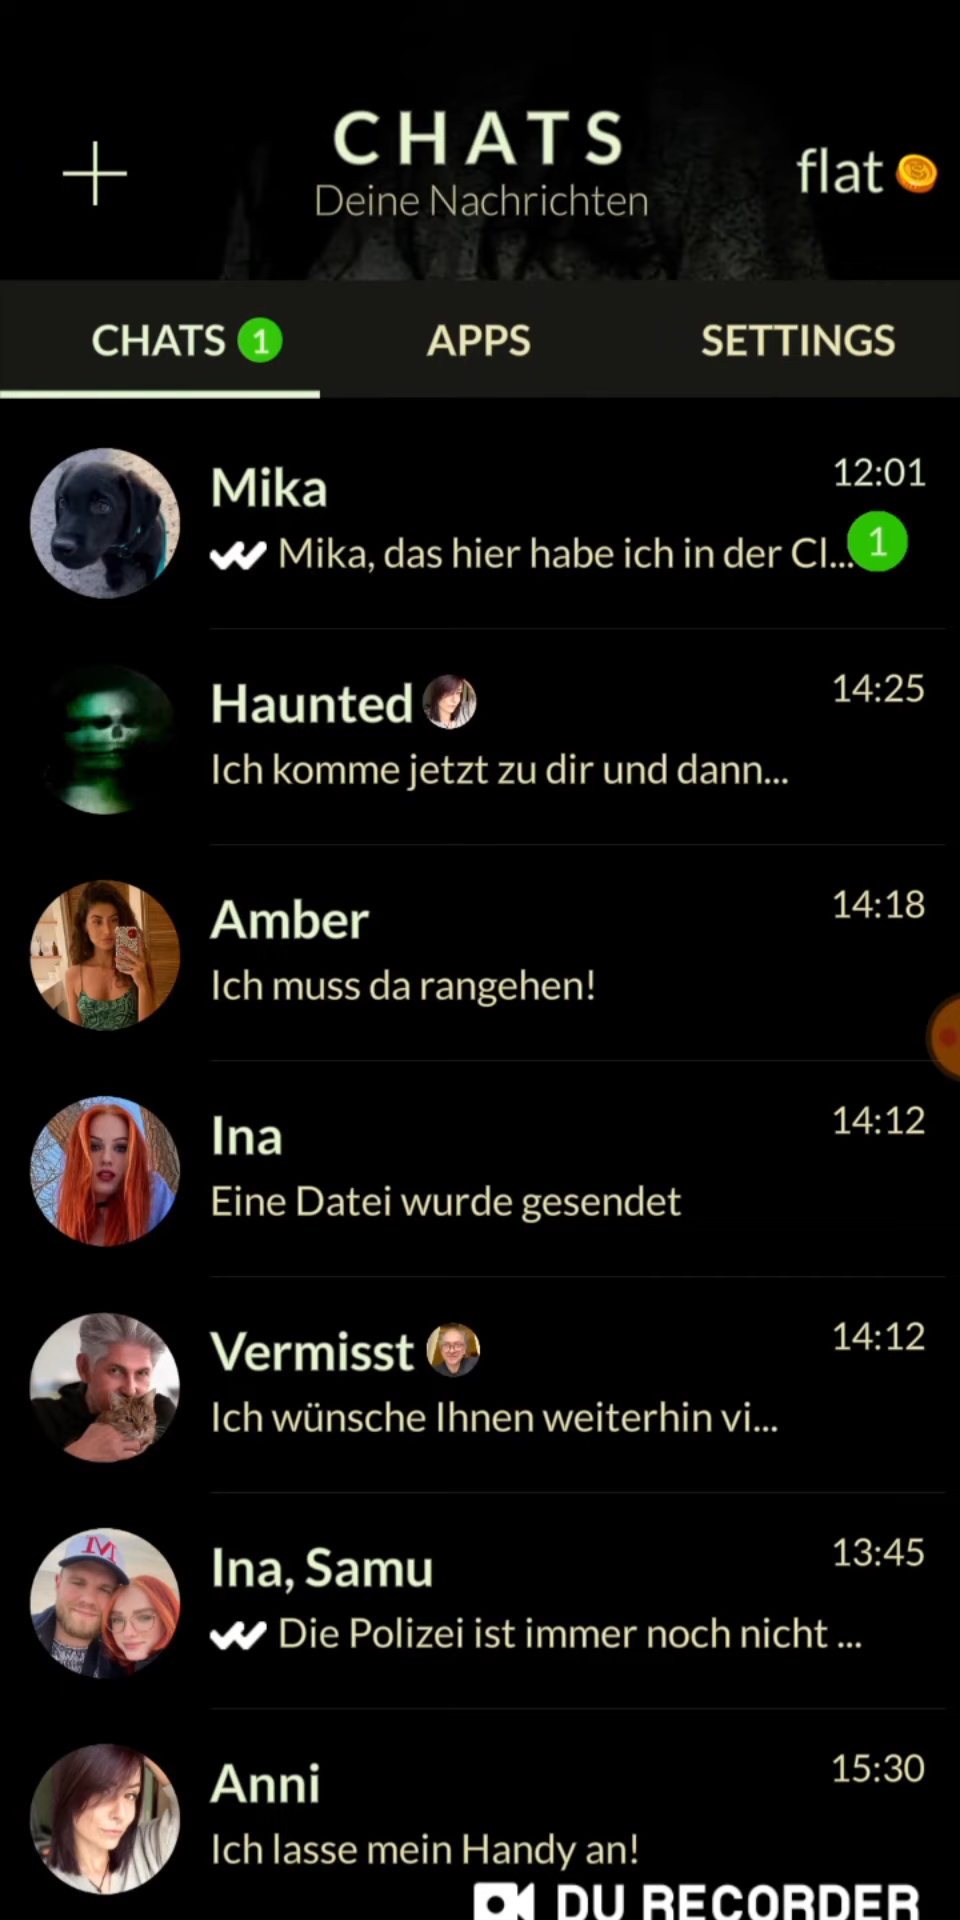 CHATS
Deine Nachrichten
flat
CHATS 1
APPS
SETTINGS
Mika
12:01
Mika, das hier habe ich in der Cl...
1
Haunted
14:25
Ich komme jetzt zu dir und dann...
Amber
14:18
Ich muss da rangehen!
Ina
14:12
Eine Datei wurde gesendet
Vermisst
14:12
Ich wünsche Ihnen weiterhin vi...
Ina, Samu
13:45
Die Polizei ist immer noch nicht ...
Anni
15:30
Ich lasse mein Handy an!
DU RECORDER